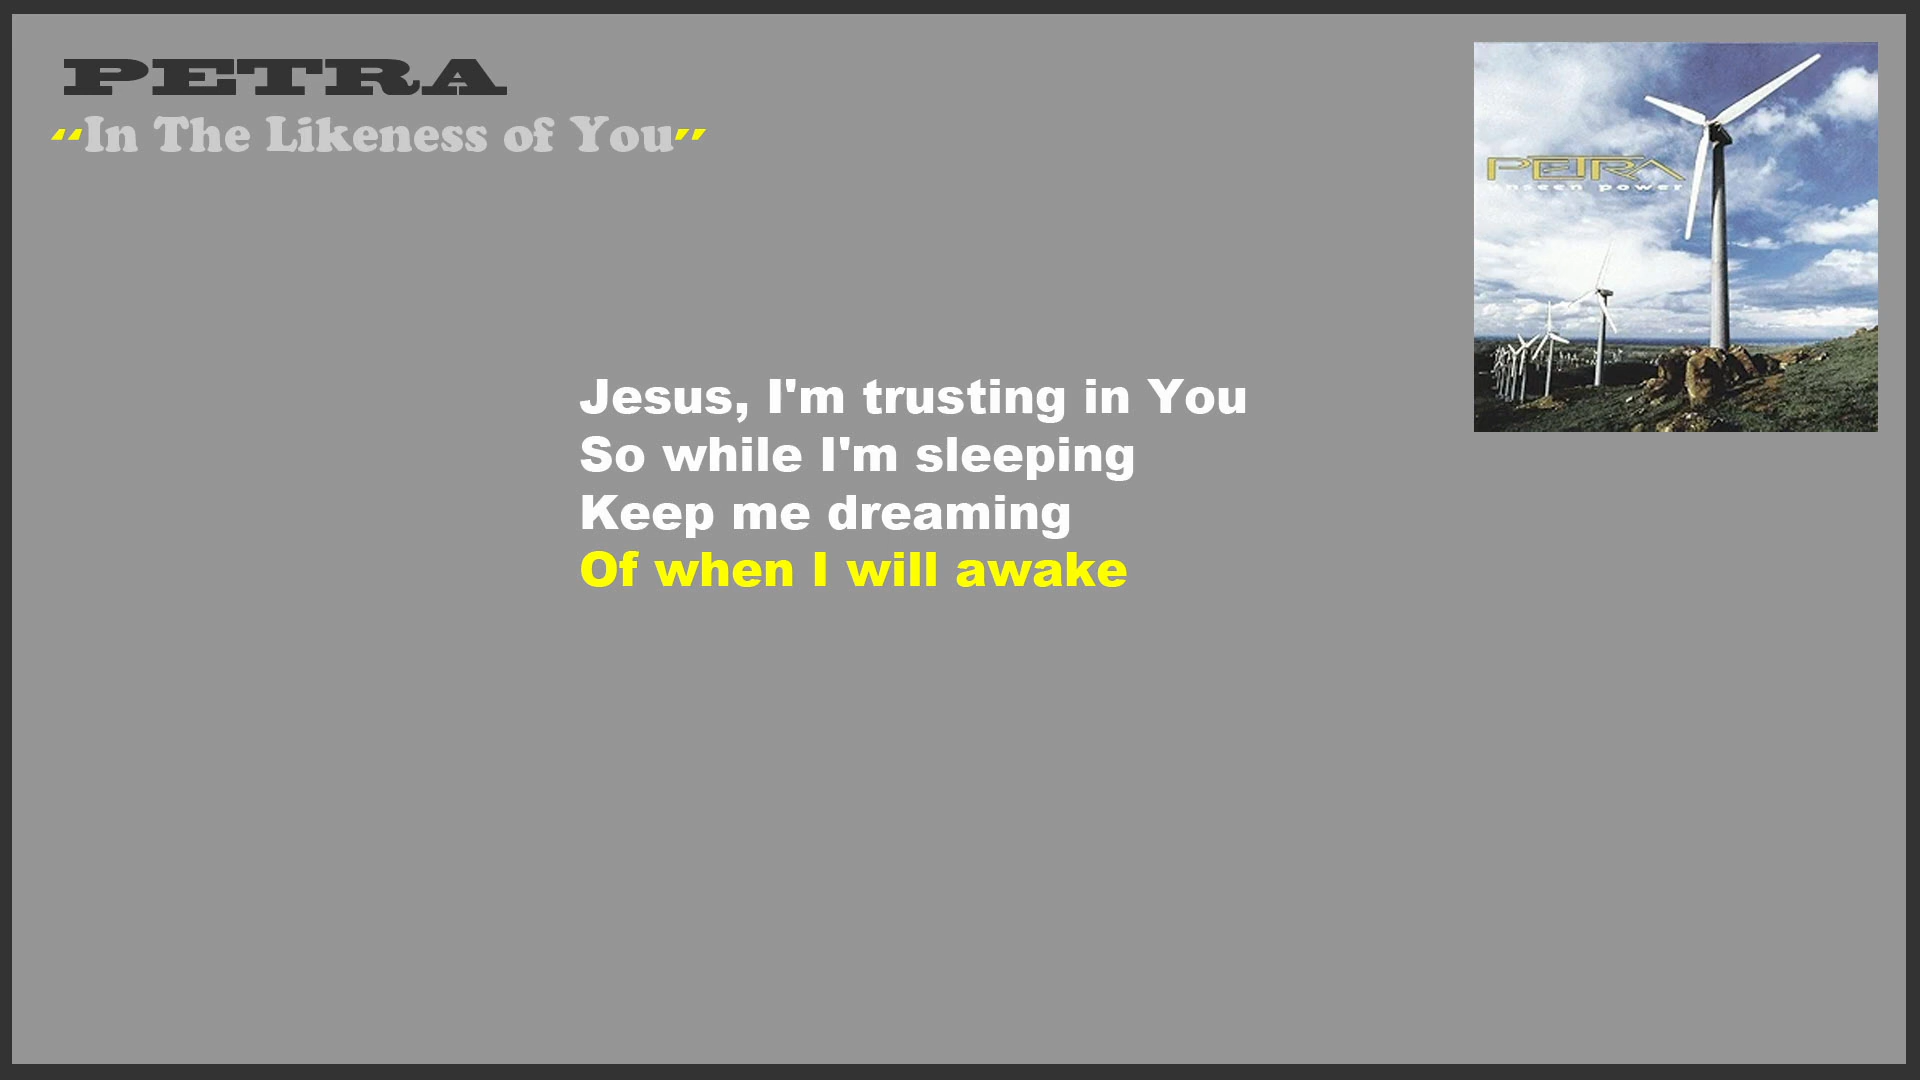 PETRA
"In The Likeness of You"
PETRA
unseen power
Jesus, I'm trusting in You
So while I'm sleeping
Keep me dreaming
Of when I will awake